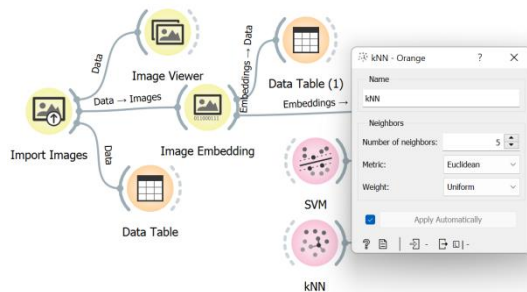 Data
Image Viewer
Data → Images
Import Images
Data
Data Table
Image Embedding
Embeddings → Data
Data Table (1)
Embeddings →
SVM
kNN
kNN - Orange
?
Name
kNN
Neighbors
Number of neighbors:
5
Metric:
Euclidean
Weight:
Uniform
Apply Automatically
?